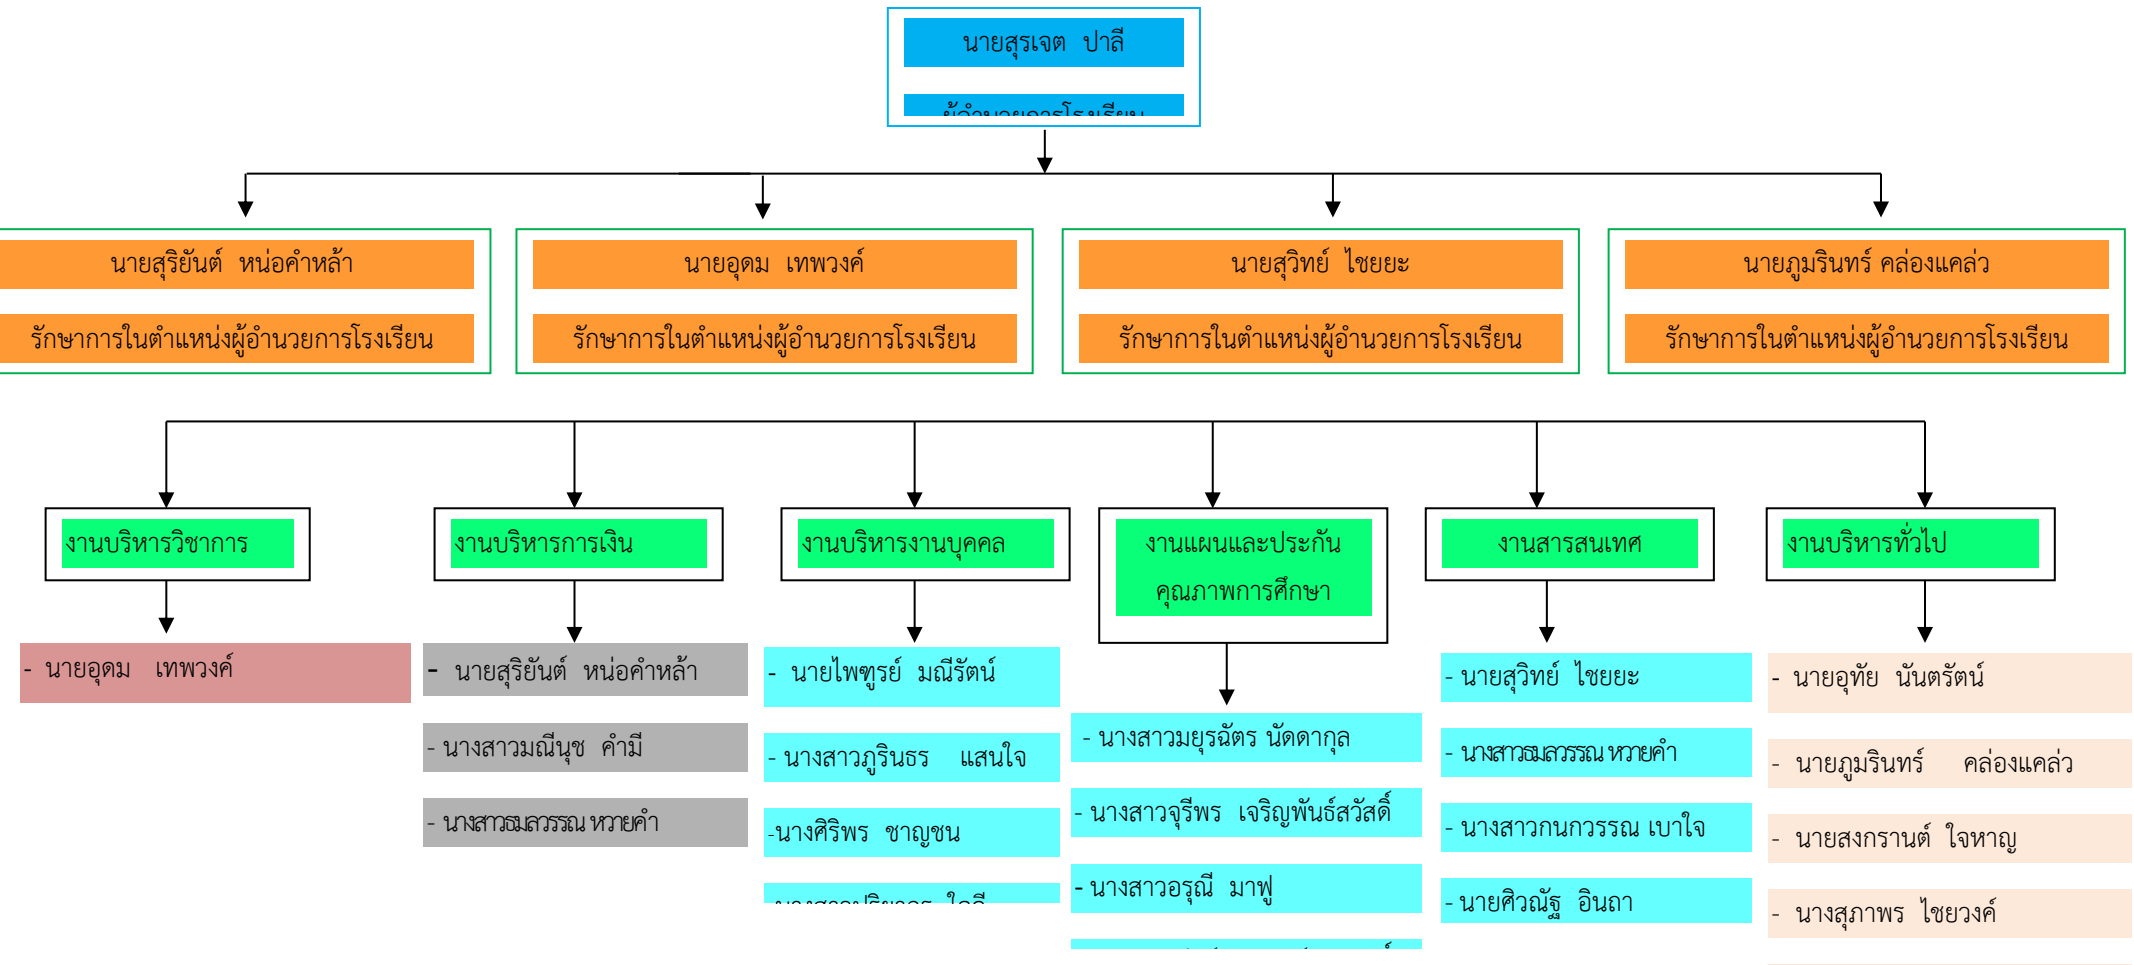 นายสุรเจต ปาลี
ผู้อำนวยการโรงเรียน
นายสุริยันต์ หน่อคำหล้า
รักษาการในตำแหน่งผู้อำนวยการโรงเรียน
นายอุดม เทพวงค์
รักษาการในตำแหน่งผู้อำนวยการโรงเรียน
นายสุวิทย์ ไชยยะ
รักษาการในตำแหน่งผู้อำนวยการโรงเรียน
นายภูมรินทร์ คล่องแคล่ว
รักษาการในตำแหน่งผู้อำนวยการโรงเรียน
งานบริหารวิชาการ
- นายอุดม เทพวงค์
งานบริหารการเงิน
- นายสุริยันต์ หน่อคำหล้า
- นางสาวมณีนุช คำมี
- นางสาวธมลวรรณ หวายคำ
งานบริหารงานบุคคล
- นายไพฑูรย์ มณีรัตน์
- นางสาวภูรินธร แสนใจ
-นางศิริพร ชาญชน
งานแผนและประกัน
คุณภาพการศึกษา
- นางสาวมยุรฉัตร นัดดากุล
- นางสาวจุรีพร เจริญพันธ์สวัสดิ์
- นางสาวอรุณี มาฟู
งานสารสนเทศ
- นายสุวิทย์ ไชยยะ
- นางสาวธมลวรรณ หวายคำ
- นางสาวกนกวรรณ เบาใจ
- นายศิวณัฐ อินถา
งานบริหารทั่วไป
- นายอุทัย นันตรัตน์
- นายภูมรินทร์ คล่องแคล่ว
- นายสงกรานต์ ใจหาญ
- นางสุภาพร ไชยวงค์